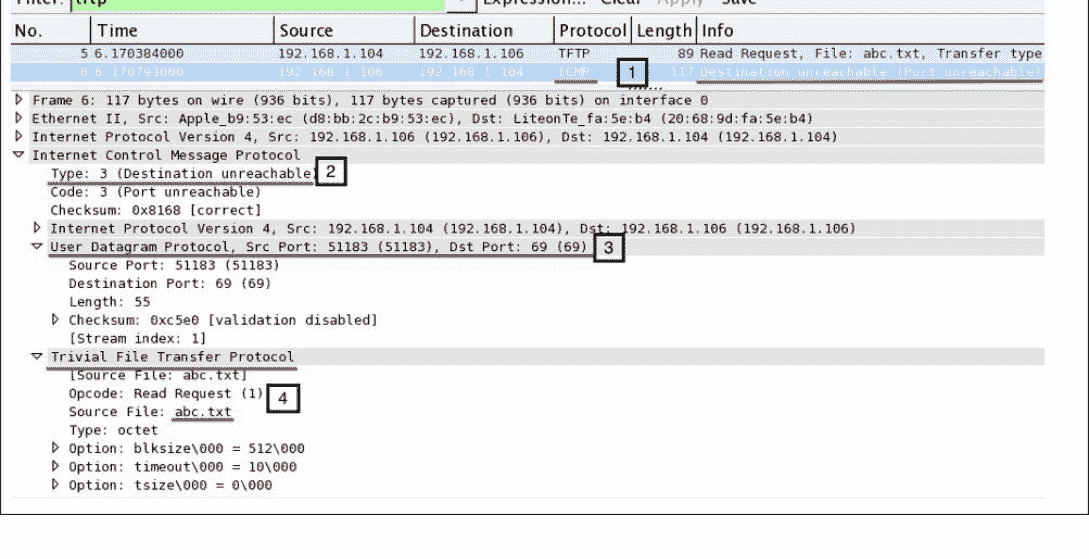 Filter: tftp Expression... Clear Apply Save
No. Time Source Destination Protocol Length Info
5 6.170384000 192.168.1.104 192.168.1.106 TFTP 89 Read Request, File: abc.txt, Transfer type
6 6.170793000 192.168.1.106 192.168.1.104 ICMP 1 117 Destination unreachable (Port unreachable)
Frame 6: 117 bytes on wire (936 bits), 117 bytes captured (936 bits) on interface 0
Ethernet II, Src: Apple_b9:53:ec (d8:bb:2c:b9:53:ec), Dst: LiteonTe_fa:5e:b4 (20:68:9d:fa:5e:b4)
Internet Protocol Version 4, Src: 192.168.1.106 (192.168.1.106), Dst: 192.168.1.104 (192.168.1.104)
Internet Control Message Protocol
Type: 3 (Destination unreachable) 2
Code: 3 (Port unreachable)
Checksum: 0x8168 [correct]
Internet Protocol Version 4, Src: 192.168.1.104 (192.168.1.104), Dst: 192.168.1.106 (192.168.1.106)
User Datagram Protocol, Src Port: 51183 (51183), Dst Port: 69 (69) 3
Source Port: 51183 (51183)
Destination Port: 69 (69)
Length: 55
Checksum: 0xc5e0 [validation disabled]
[Stream index: 1]
Trivial File Transfer Protocol
[Source File: abc.txt]
Opcode: Read Request (1) 4
Source File: abc.txt
Type: octet
Option: blksize\000 = 512\000
Option: timeout\000 = 10\000
Option: tsize\000 = 0\000